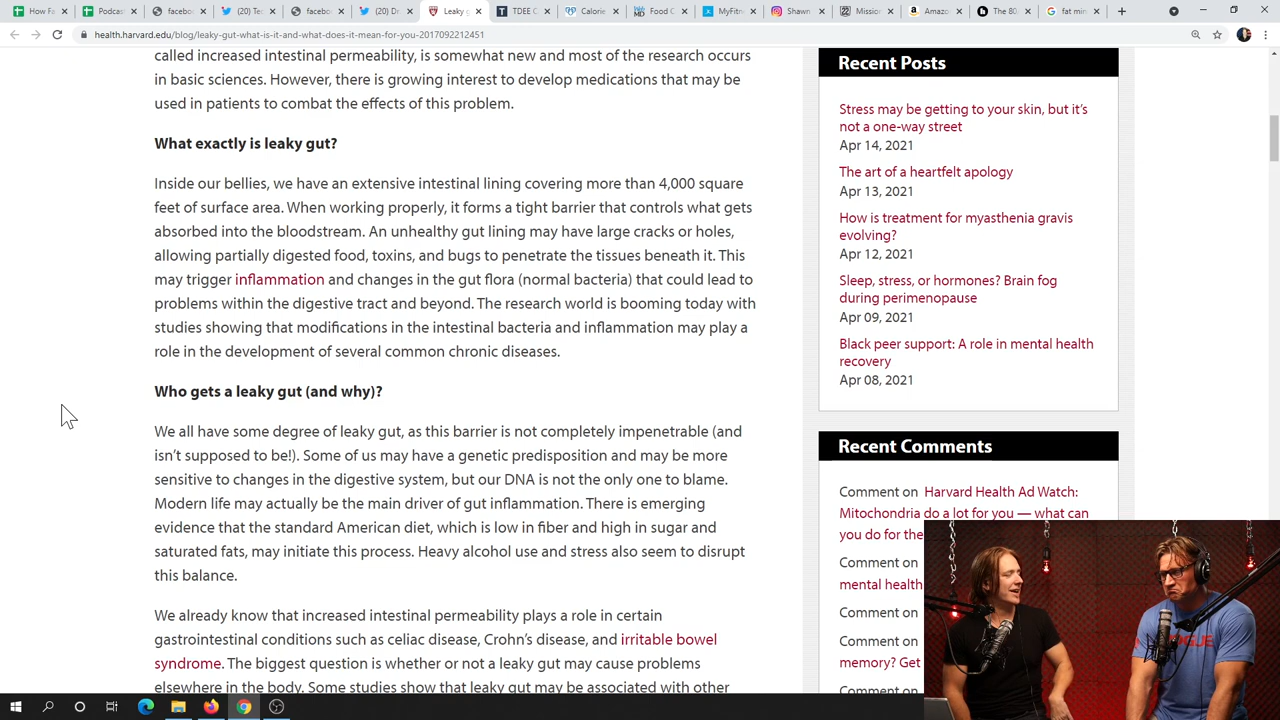 How Fa
Podcas
facebo
(20) Tec
facebo
(20) Dr
Leaky g
TDEE C
Calorie
Food C
MyFitn
Shawn
Mission
Amazo
The 80
fat min
health.harvard.edu/blog/leaky-gut-what-is-it-and-what-does-it-mean-for-you-2017092212451
called increased intestinal permeability, is somewhat new and most of the research occurs
in basic sciences. However, there is growing interest to develop medications that may be
used in patients to combat the effects of this problem.
What exactly is leaky gut?
Inside our bellies, we have an extensive intestinal lining covering more than 4,000 square
feet of surface area. When working properly, it forms a tight barrier that controls what gets
absorbed into the bloodstream. An unhealthy gut lining may have large cracks or holes,
allowing partially digested food, toxins, and bugs to penetrate the tissues beneath it. This
may trigger inflammation and changes in the gut flora (normal bacteria) that could lead to
problems within the digestive tract and beyond. The research world is booming today with
studies showing that modifications in the intestinal bacteria and inflammation may play a
role in the development of several common chronic diseases.
Who gets a leaky gut (and why)?
We all have some degree of leaky gut, as this barrier is not completely impenetrable (and
isn't supposed to be!). Some of us may have a genetic predisposition and may be more
sensitive to changes in the digestive system, but our DNA is not the only one to blame.
Modern life may actually be the main driver of gut inflammation. There is emerging
evidence that the standard American diet, which is low in fiber and high in sugar and
saturated fats, may initiate this process. Heavy alcohol use and stress also seem to disrupt
this balance.
We already know that increased intestinal permeability plays a role in certain
gastrointestinal conditions such as celiac disease, Crohn's disease, and irritable bowel
syndrome. The biggest question is whether or not a leaky gut may cause problems
elsewhere in the body. Some studies show that leaky gut may be associated with other
Recent Posts
Stress may be getting to your skin, but it's
not a one-way street
Apr 14, 2021
The art of a heartfelt apology
Apr 13, 2021
How is treatment for myasthenia gravis
evolving?
Apr 12, 2021
Sleep, stress, or hormones? Brain fog
during perimenopause
Apr 09, 2021
Black peer support: A role in mental health
recovery
Apr 08, 2021
Recent Comments
Comment on Harvard Health Ad Watch:
Mitochondria do a lot for you — what can
you do for the
Comment on
mental health
Comment on
Comment on
memory? Get
Comment on